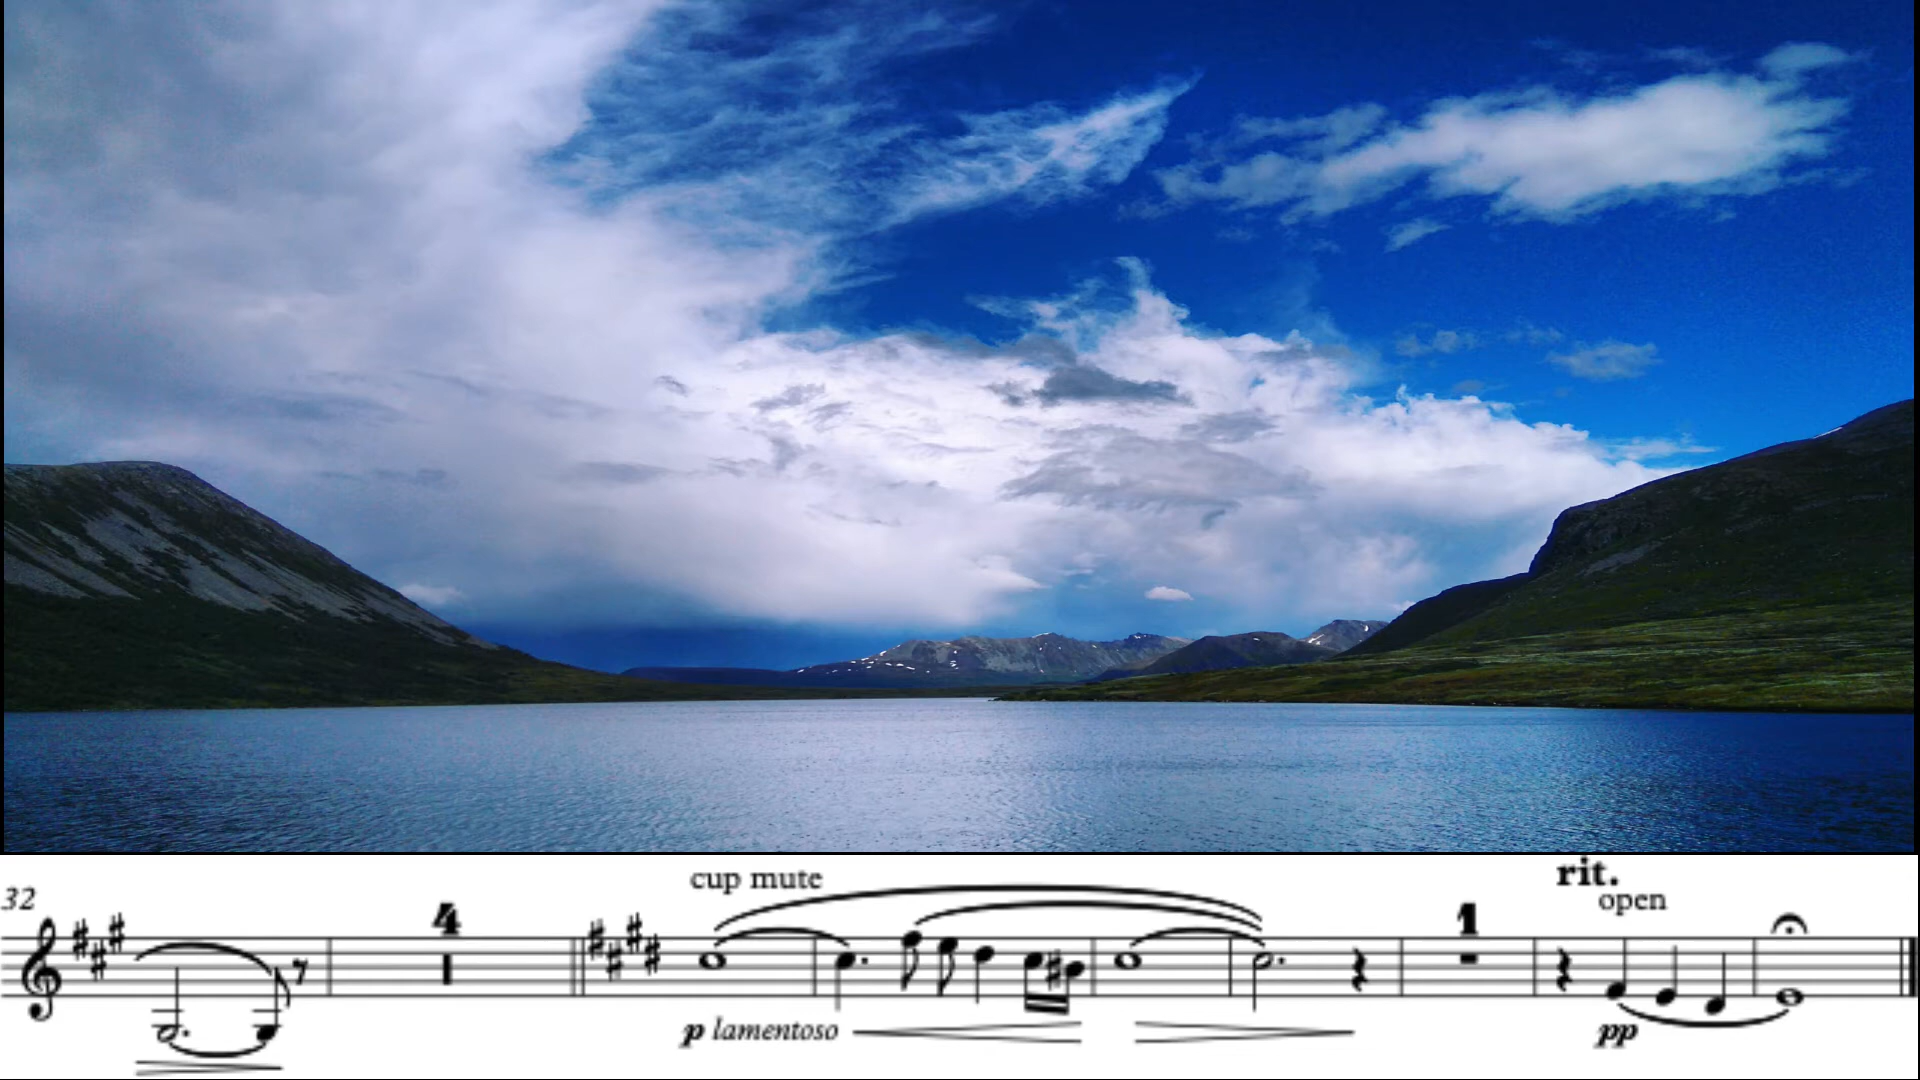 rit.
cup mute
open
32
4
1
p lamentoso
pp